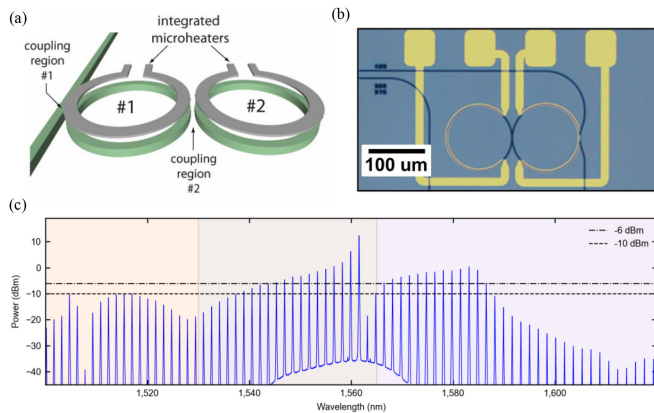 (a)
coupling
region
#1
integrated
microheaters
#1
#2
coupling
region
#2
(b)
100 um
(c)
Power (dBm)
10
0
−10
−20
−30
−40
-6 dBm
-10 dBm
1,520
1,540
1,560
1,580
1,600
Wavelength (nm)